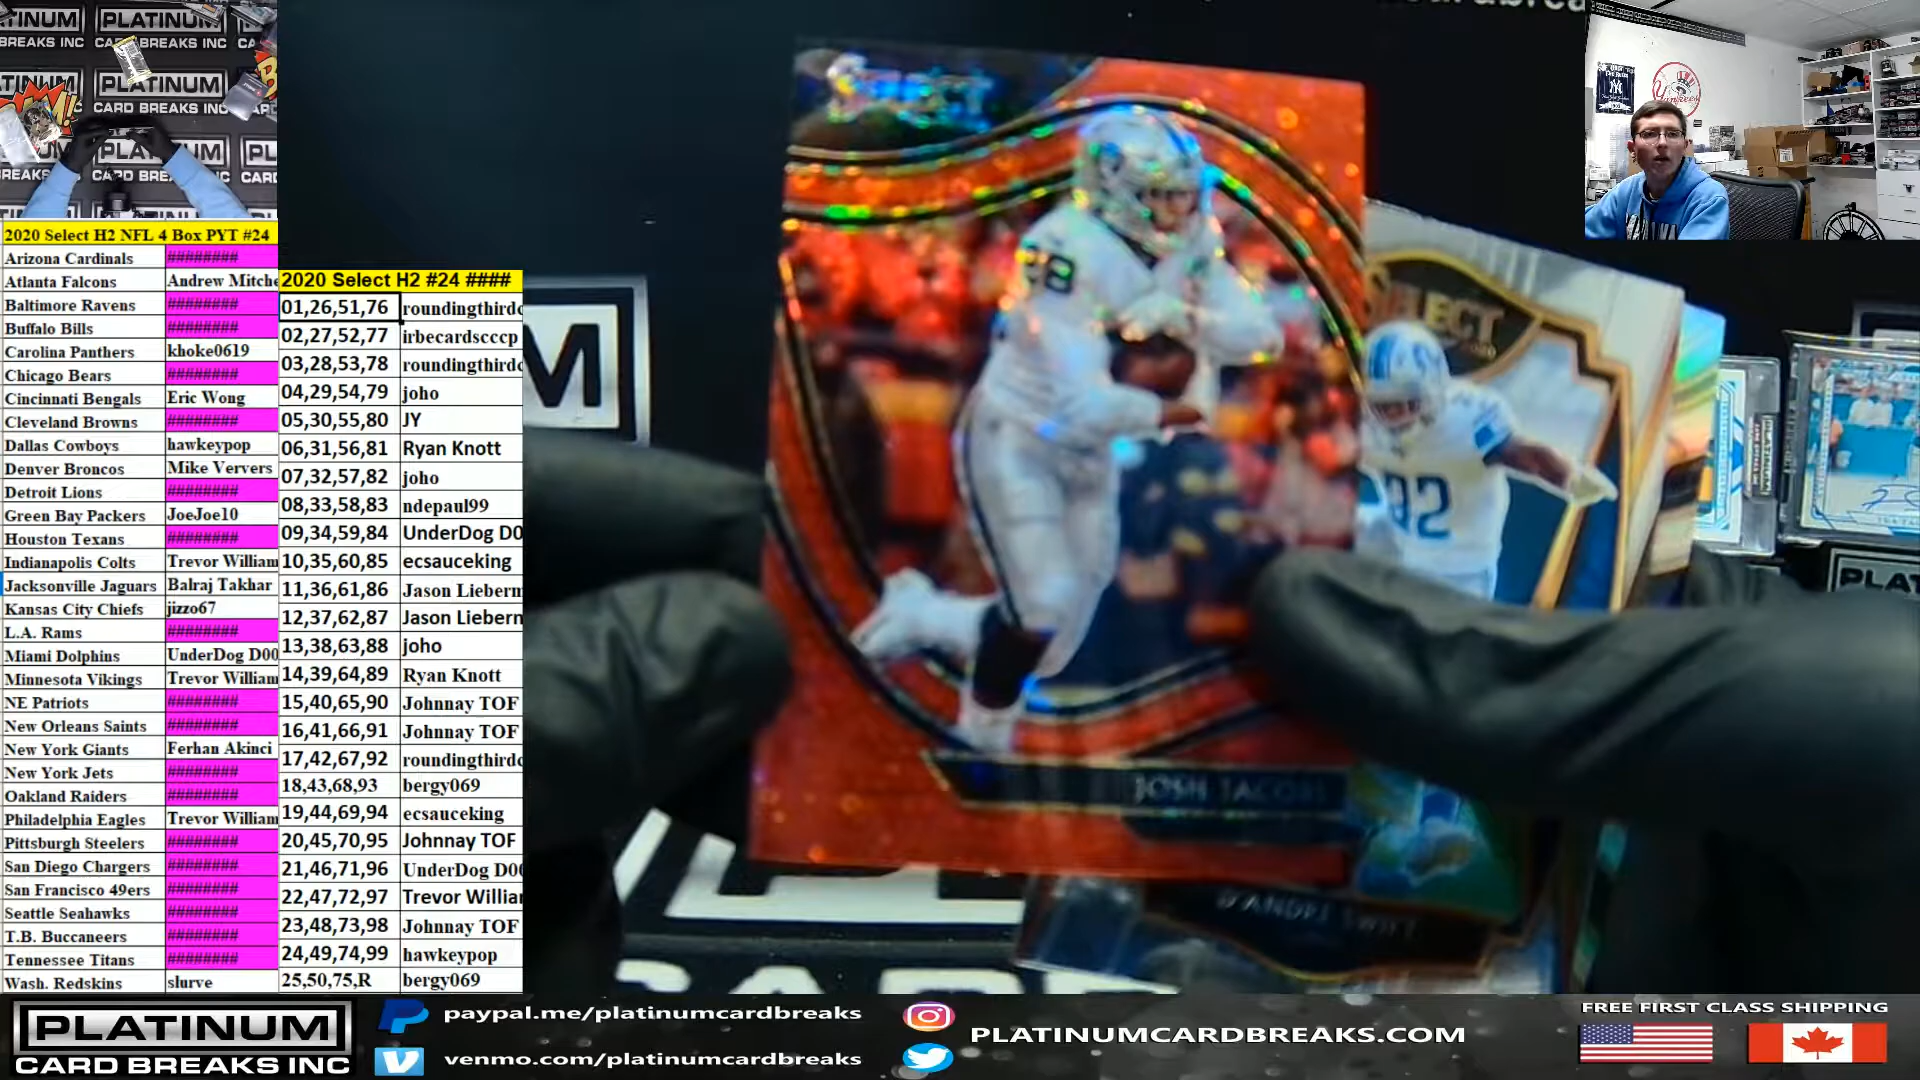 PLATINUM
CARD BREAKS INC
2020 Select H2 NFL 4 Box PYT #24
Arizona Cardinals ########
Atlanta Falcons Andrew Mitche
Baltimore Ravens ########
Buffalo Bills ########
Carolina Panthers khoke0619
Chicago Bears ########
Cincinnati Bengals Eric Wong
Cleveland Browns ########
Dallas Cowboys hawkeypop
Denver Broncos Mike Ververs
Detroit Lions ########
Green Bay Packers JoeJoe10
Houston Texans ########
Indianapolis Colts Trevor William
Jacksonville Jaguars Balraj Takhar
Kansas City Chiefs jizzo67
L.A. Rams ########
Miami Dolphins UnderDog D00
Minnesota Vikings Trevor William
NE Patriots ########
New Orleans Saints ########
New York Giants Ferhan Akinci
New York Jets ########
Oakland Raiders ########
Philadelphia Eagles Trevor William
Pittsburgh Steelers ########
San Diego Chargers ########
San Francisco 49ers ########
Seattle Seahawks ########
T.B. Buccaneers ########
Tennessee Titans ########
Wash. Redskins slurve
2020 Select H2 #24 ####
01,26,51,76 roundingthirdc
02,27,52,77 irbecardscccp
03,28,53,78 roundingthirdc
04,29,54,79 joho
05,30,55,80 JY
06,31,56,81 Ryan Knott
07,32,57,82 joho
08,33,58,83 ndepaul99
09,34,59,84 UnderDog D0
10,35,60,85 ecsauceking
11,36,61,86 Jason Lieberm
12,37,62,87 Jason Lieberm
13,38,63,88 joho
14,39,64,89 Ryan Knott
15,40,65,90 Johnnay TOF
16,41,66,91 Johnnay TOF
17,42,67,92 roundingthirdc
18,43,68,93 bergy069
19,44,69,94 ecsauceking
20,45,70,95 Johnnay TOF
21,46,71,96 UnderDog D00
22,47,72,97 Trevor William
23,48,73,98 Johnnay TOF
24,49,74,99 hawkeypop
25,50,75,R bergy069
SELECT
28
JOSH JACOBS
SELECT
92
D'ANDRE SWIFT
Yankees
PLATINUM
CARD BREAKS INC
paypal.me/platinumcardbreaks
venmo.com/platinumcardbreaks
PLATINUMCARDBREAKS.COM
FREE FIRST CLASS SHIPPING